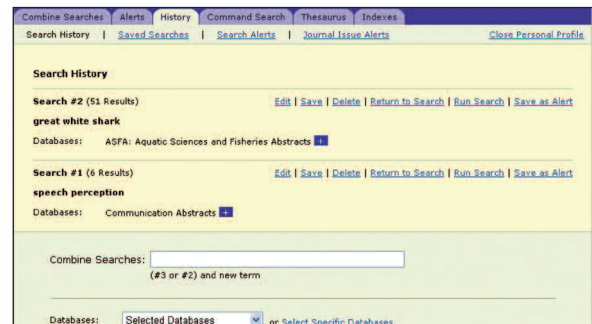 Combine Searches Alerts History Command Search Thesaurus Indexes
Search History | Saved Searches | Search Alerts | Journal Issue Alerts Close Personal Profile
Search History
Search #2 (51 Results) Edit | Save | Delete | Return to Search | Run Search | Save as Alert
great white shark
Databases: ASFA: Aquatic Sciences and Fisheries Abstracts +
Search #1 (6 Results) Edit | Save | Delete | Return to Search | Run Search | Save as Alert
speech perception
Databases: Communication Abstracts +
Combine Searches:
(#3 or #2) and new term
Databases: Selected Databases or Select Specific Databases